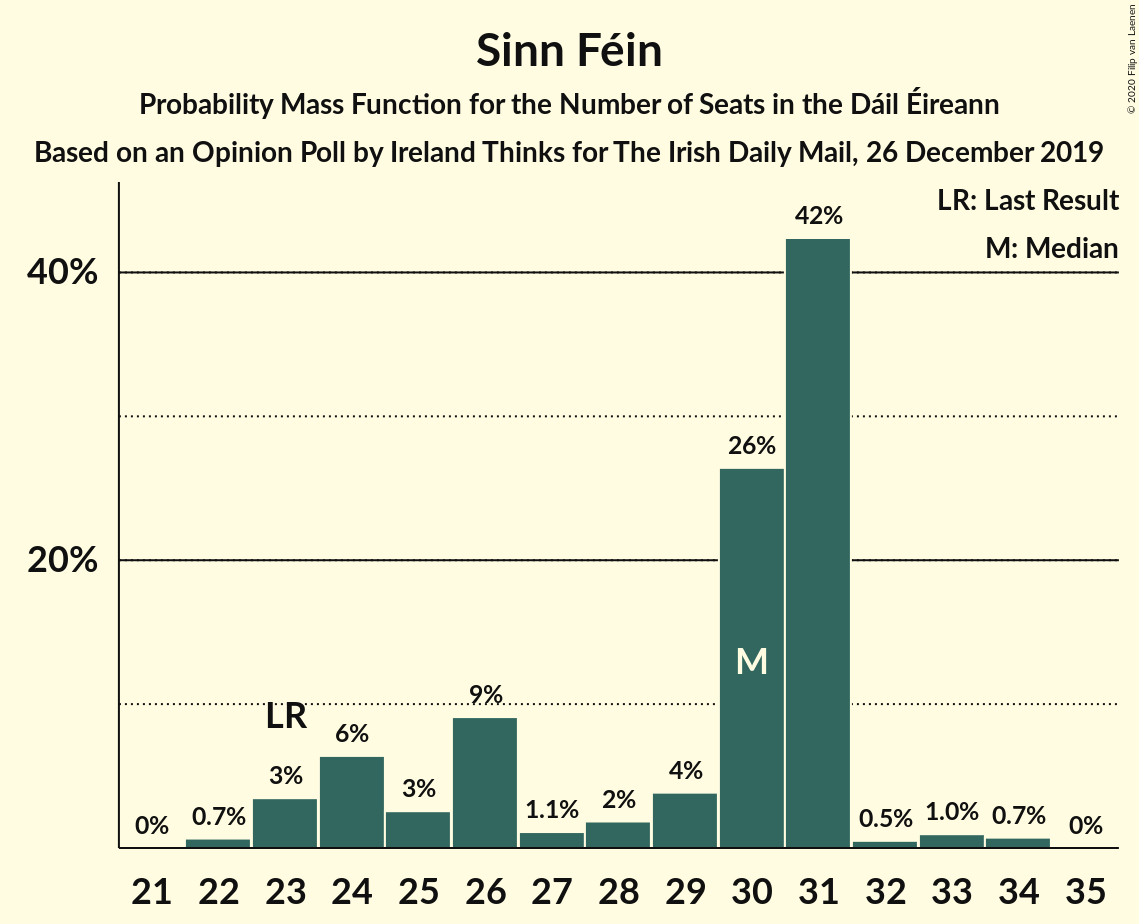 Sinn Féin
Probability Mass Function for the Number of Seats in the Dáil Éireann
Based on an Opinion Poll by Ireland Thinks for The Irish Daily Mail, 26 December 2019
© 2020 Filip van Laenen
LR: Last Result
M: Median
40%
20%
0%
0.7%
3%
LR
6%
3%
9%
1.1%
2%
4%
26%
M
42%
0.5%
1.0%
0.7%
0%
21 22 23 24 25 26 27 28 29 30 31 32 33 34 35